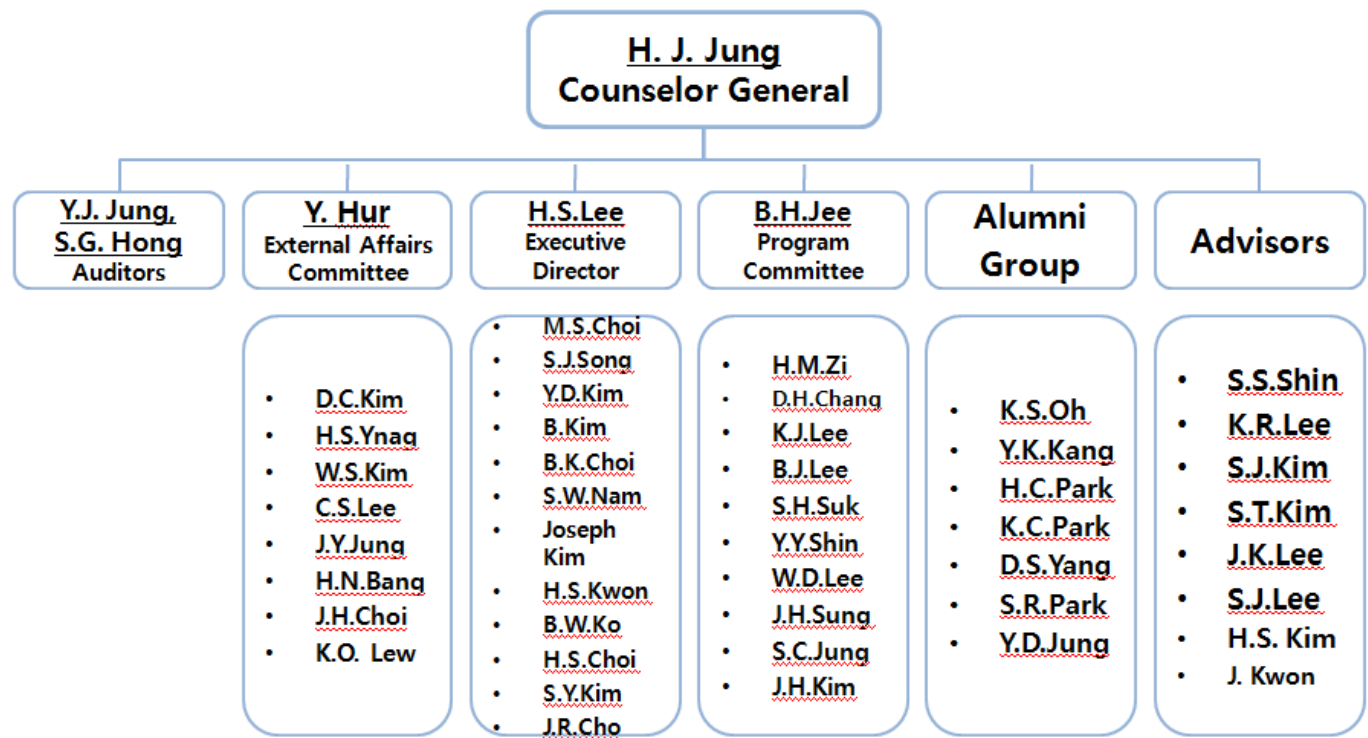 H. J. Jung
Counselor General
Y.J. Jung,
S.G. Hong
Auditors
Y. Hur
External Affairs
Committee
H.S.Lee
Executive
Director
B.H.Jee
Program
Committee
Alumni
Group
Advisors
• D.C.Kim
• H.S.Ynag
• W.S.Kim
• C.S.Lee
• J.Y.Jung
• H.N.Bang
• J.H.Choi
• K.O. Lew
• M.S.Choi
• S.J.Song
• Y.D.Kim
• B.Kim
• B.K.Choi
• S.W.Nam
• Joseph
Kim
• H.S.Kwon
• B.W.Ko
• H.S.Choi
• S.Y.Kim
• J.R.Cho
• H.M.Zi
• D.H.Chang
• K.J.Lee
• B.J.Lee
• S.H.Suk
• Y.Y.Shin
• W.D.Lee
• J.H.Sung
• S.C.Jung
• J.H.Kim
• K.S.Oh
• Y.K.Kang
• H.C.Park
• K.C.Park
• D.S.Yang
• S.R.Park
• Y.D.Jung
• S.S.Shin
• K.R.Lee
• S.J.Kim
• S.T.Kim
• J.K.Lee
• S.J.Lee
• H.S. Kim
• J. Kwon